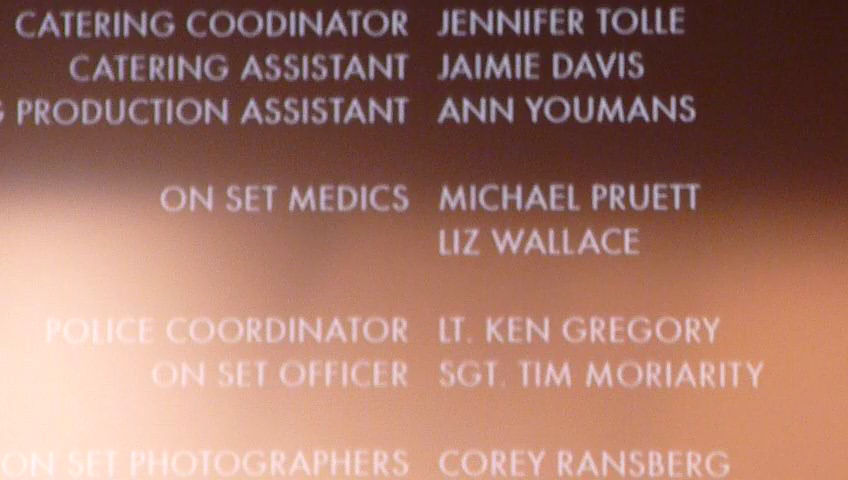 CATERING COODINATOR JENNIFER TOLLE
CATERING ASSISTANT JAIMIE DAVIS
PRODUCTION ASSISTANT ANN YOUMANS
ON SET MEDICS MICHAEL PRUETT
LIZ WALLACE
POLICE COORDINATOR LT. KEN GREGORY
ON SET OFFICER SGT. TIM MORIARITY
ON SET PHOTOGRAPHERS COREY RANSBERG